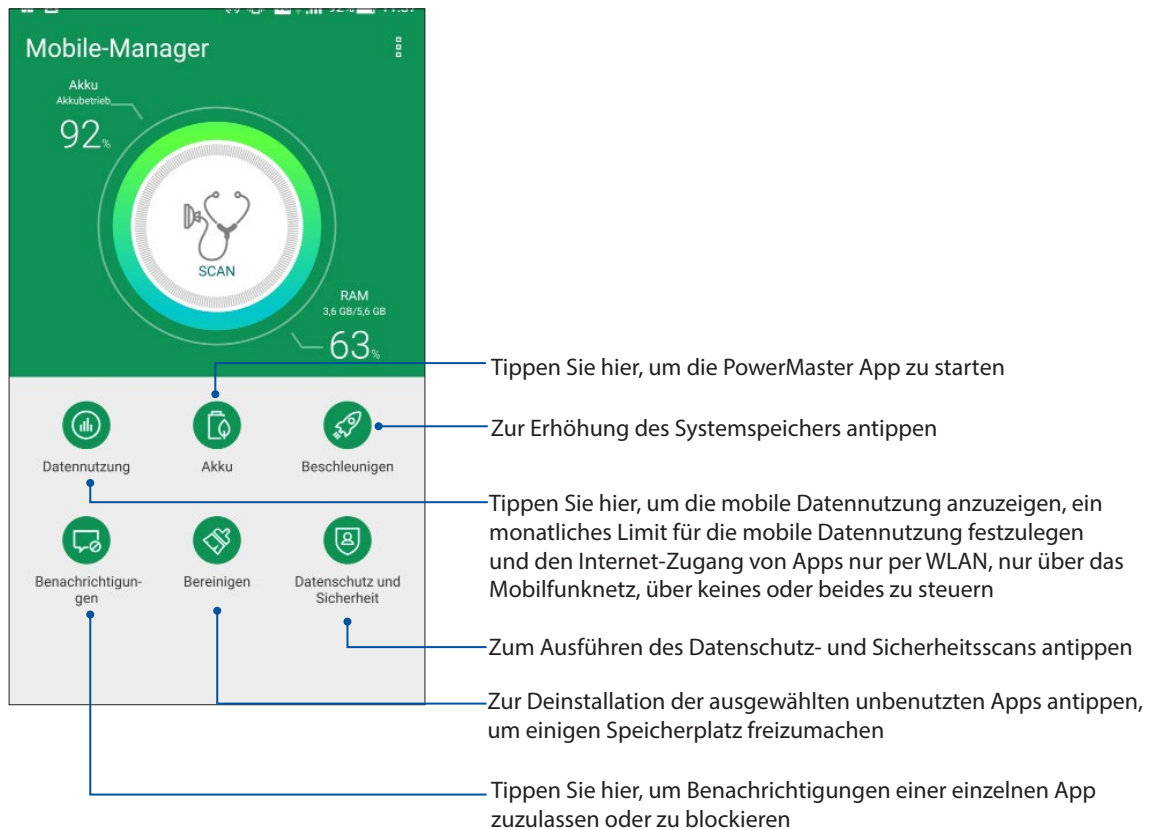 Mobile-Manager
Akku
Akkubetrieb
92%
SCAN
RAM
3,6 GB/5,6 GB
63%
Tippen Sie hier, um die PowerMaster App zu starten
Zur Erhöhung des Systemspeichers antippen
Datennutzung
Akku
Beschleunigen
Tippen Sie hier, um die mobile Datennutzung anzuzeigen, ein
monatliches Limit für die mobile Datennutzung festzulegen
und den Internet-Zugang von Apps nur per WLAN, nur über das
Mobilfunknetz, über keines oder beides zu steuern
Benachrichtigun-
gen
Bereinigen
Datenschutz und
Sicherheit
Zum Ausführen des Datenschutz- und Sicherheitsscans antippen
Zur Deinstallation der ausgewählten unbenutzten Apps antippen,
um einigen Speicherplatz freizumachen
Tippen Sie hier, um Benachrichtigungen einer einzelnen App
zuzulassen oder zu blockieren